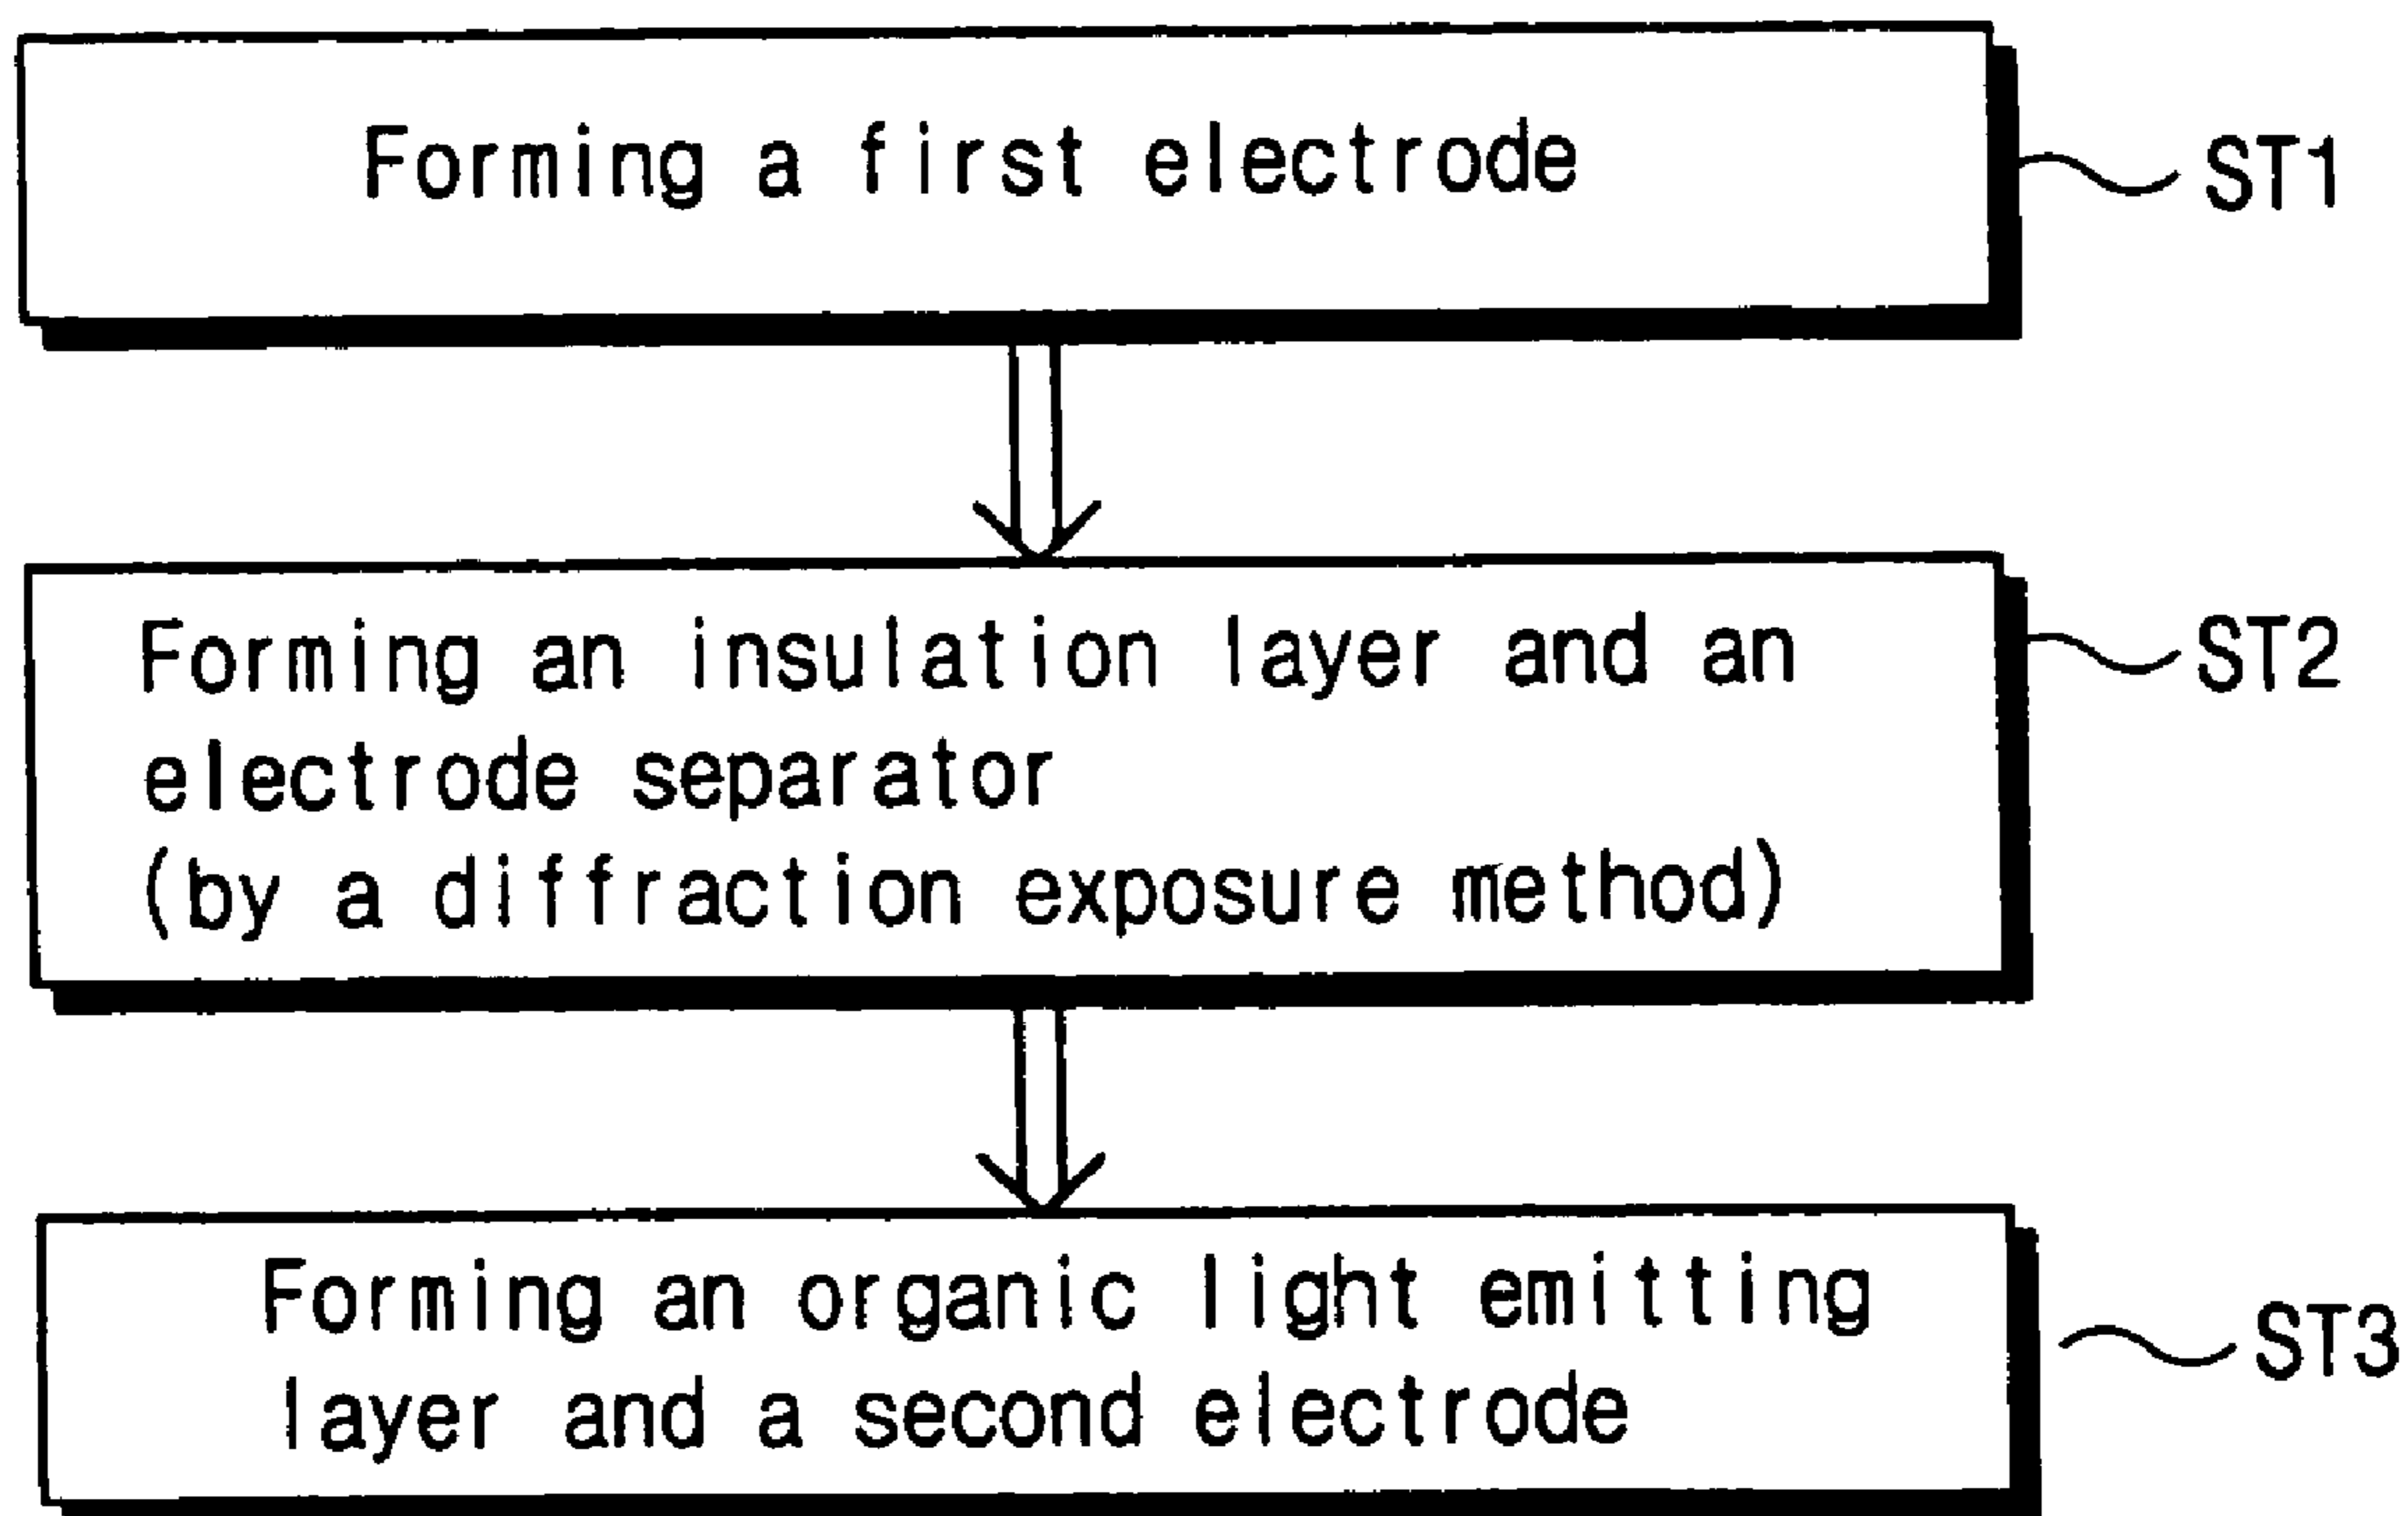 Forming a first electrode
ST1
Forming an insulation layer and an
electrode separator
(by a diffraction exposure method)
ST2
Forming an organic light emitting
layer and a second electrode
ST3